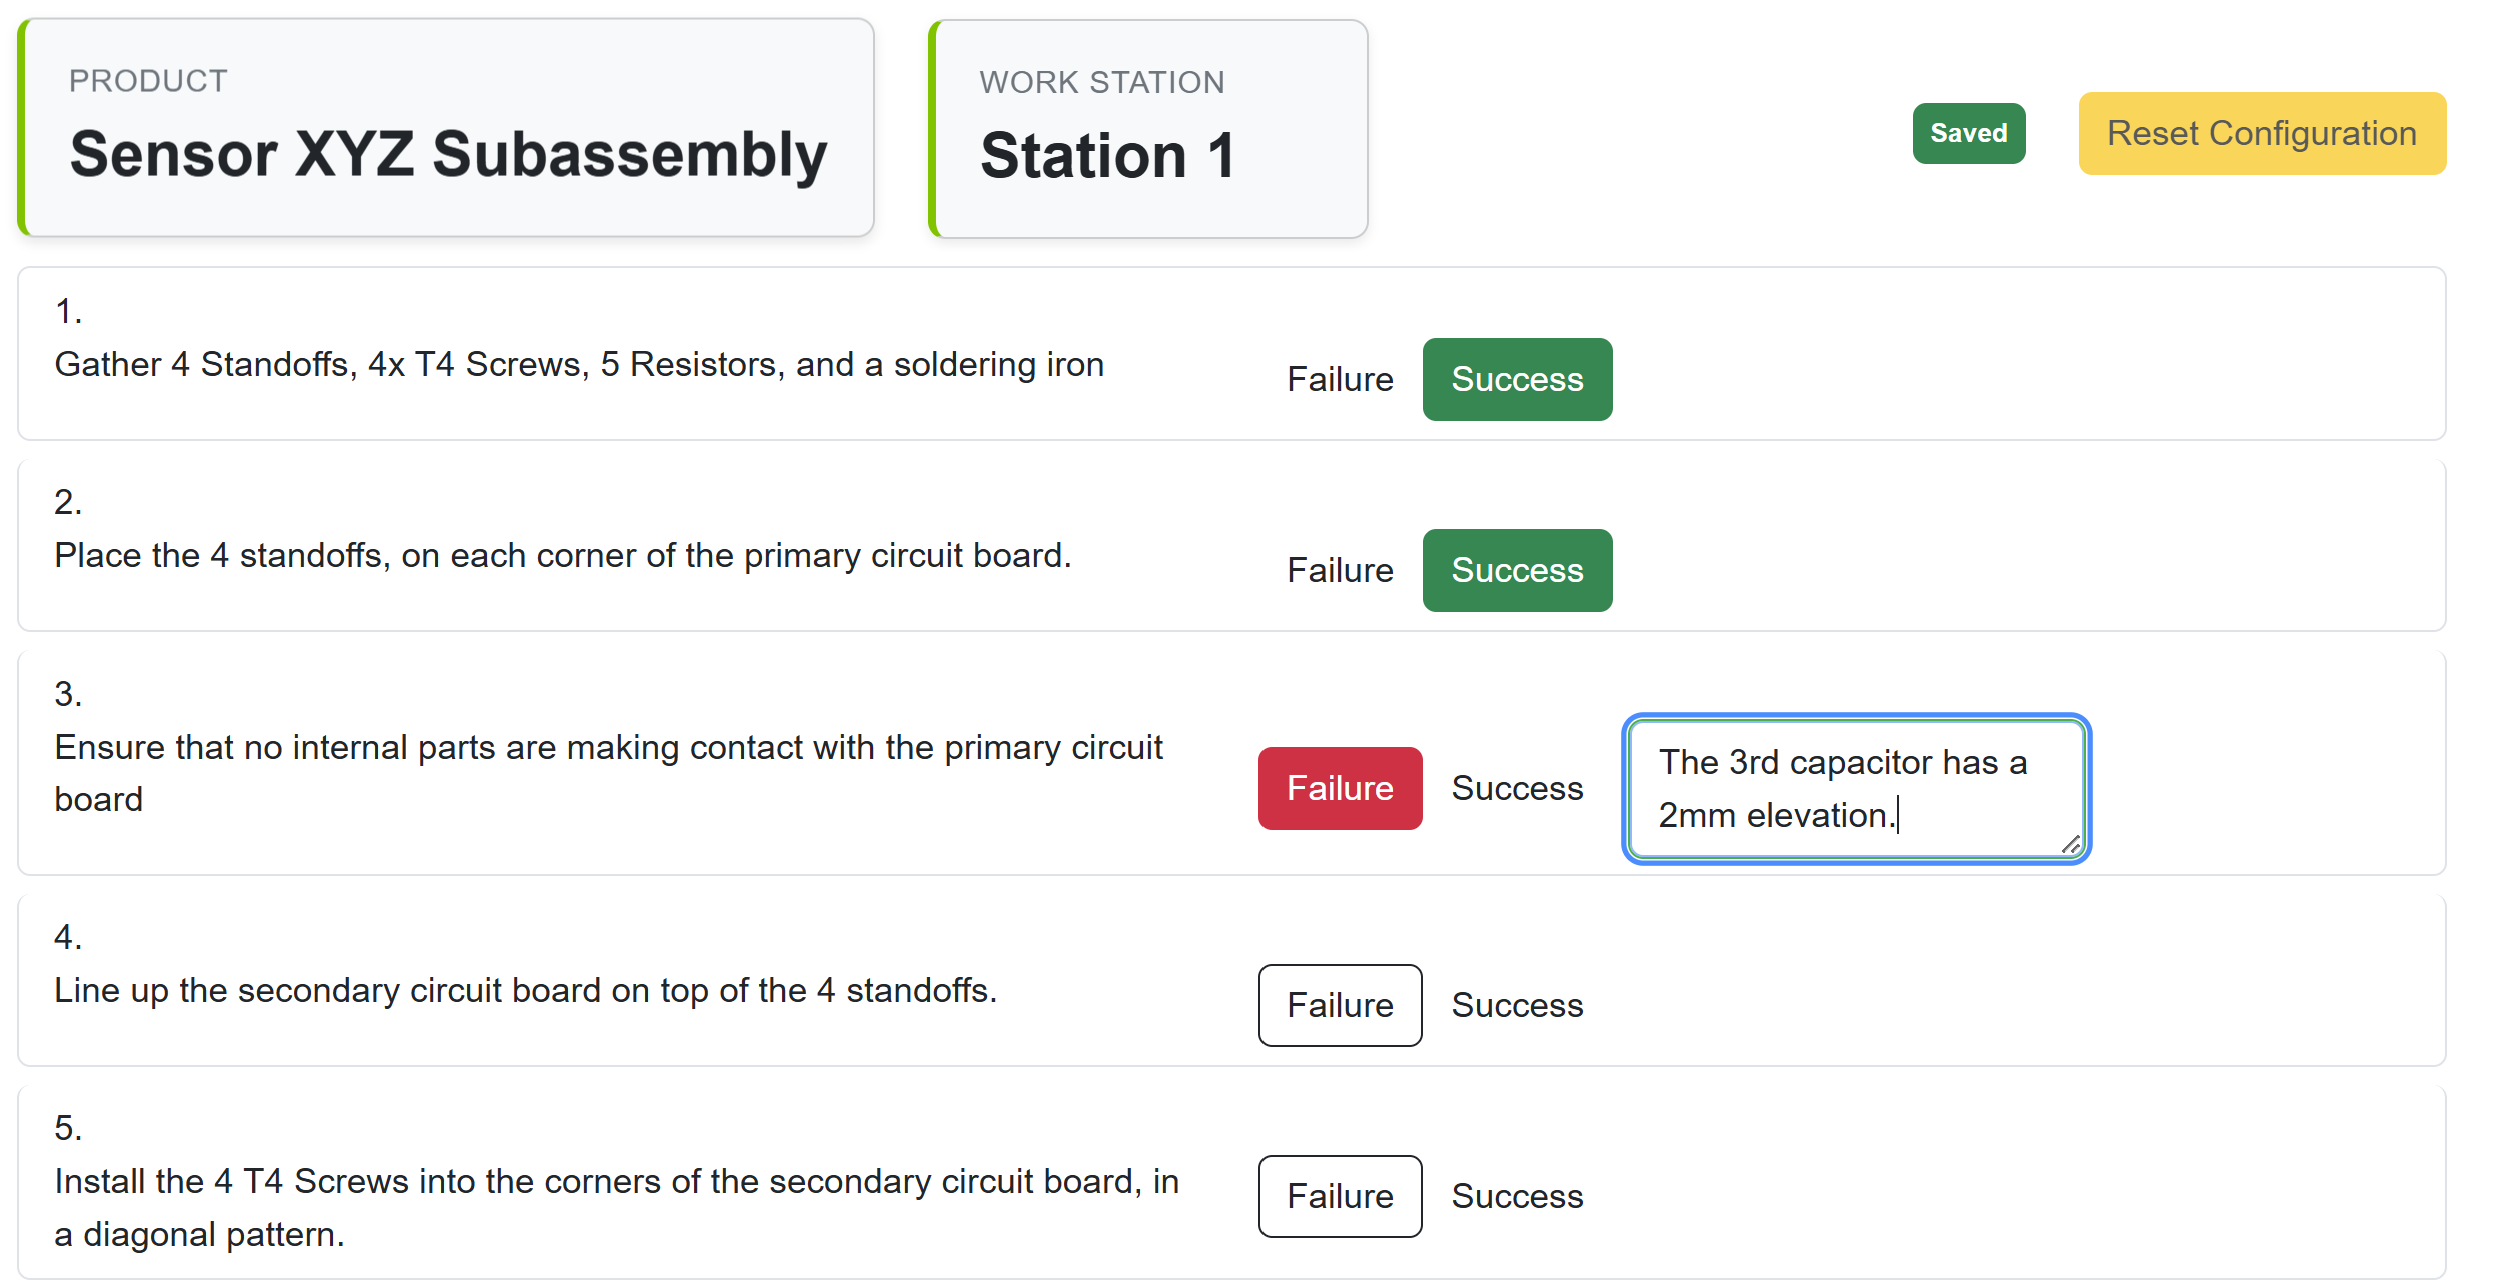 PRODUCT
Sensor XYZ Subassembly
WORK STATION
Station 1
Saved
Reset Configuration
1.
Gather 4 Standoffs, 4x T4 Screws, 5 Resistors, and a soldering iron
Failure
Success
2.
Place the 4 standoffs, on each corner of the primary circuit board.
Failure
Success
3.
Ensure that no internal parts are making contact with the primary circuit
board
Failure
Success
The 3rd capacitor has a
2mm elevation.
4.
Line up the secondary circuit board on top of the 4 standoffs.
Failure
Success
5.
Install the 4 T4 Screws into the corners of the secondary circuit board, in
a diagonal pattern.
Failure
Success